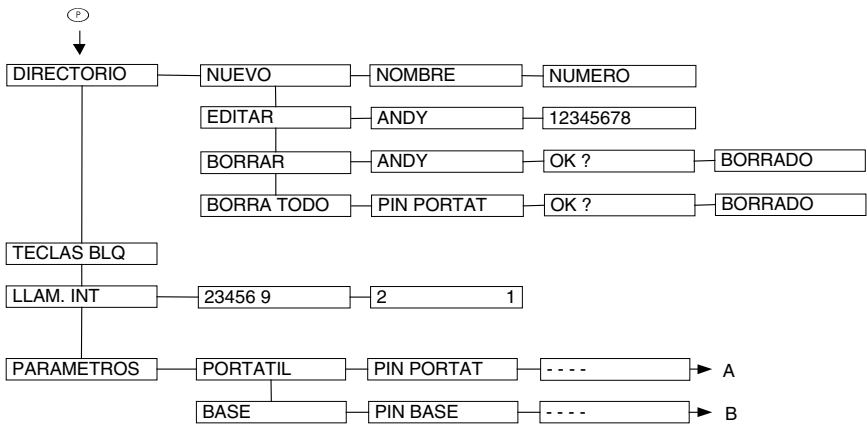 P
DIRECTORIO NUEVO NOMBRE NUMERO
EDITAR ANDY 12345678
BORRAR ANDY OK ? BORRADO
BORRA TODO PIN PORTAT OK ? BORRADO
TECLAS BLQ
LLAM. INT 23456 9 2 1
PARAMETROS PORTATIL PIN PORTAT - - - - A
BASE PIN BASE - - - - B